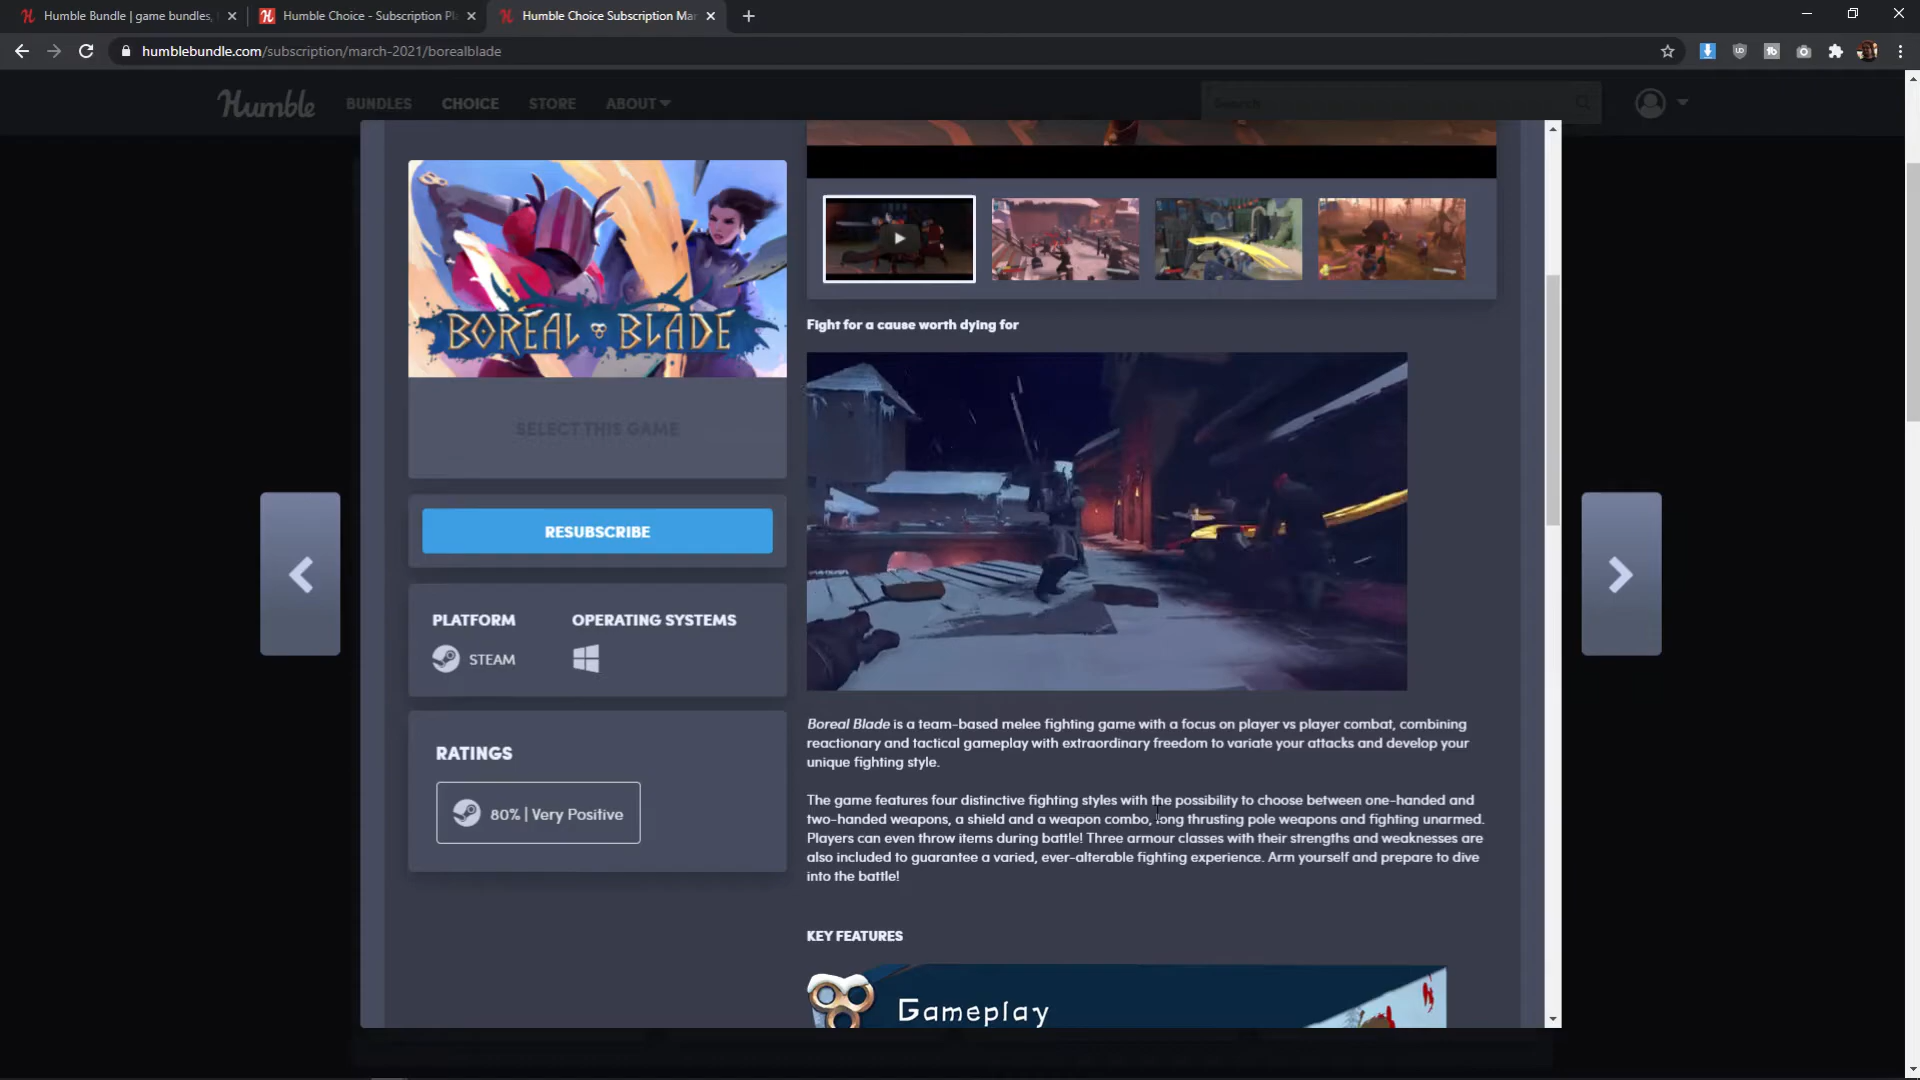 Humble Bundle | game bundles,
Humble Choice - Subscription Pl
Humble Choice Subscription Mar
humblebundle.com/subscription/march-2021/borealblade
Humble
BUNDLES
CHOICE
STORE
ABOUT
Search
BOREAL BLADE
SELECT THIS GAME
RESUBSCRIBE
PLATFORM
OPERATING SYSTEMS
STEAM
RATINGS
80% | Very Positive
Fight for a cause worth dying for
Boreal Blade is a team-based melee fighting game with a focus on player vs player combat, combining
reactionary and tactical gameplay with extraordinary freedom to variate your attacks and develop your
unique fighting style.
The game features four distinctive fighting styles with the possibility to choose between one-handed and
two-handed weapons, a shield and a weapon combo, long thrusting pole weapons and fighting unarmed.
Players can even throw items during battle! Three armour classes with their strengths and weaknesses are
also included to guarantee a varied, ever-alterable fighting experience. Arm yourself and prepare to dive
into the battle!
KEY FEATURES
Gameplay